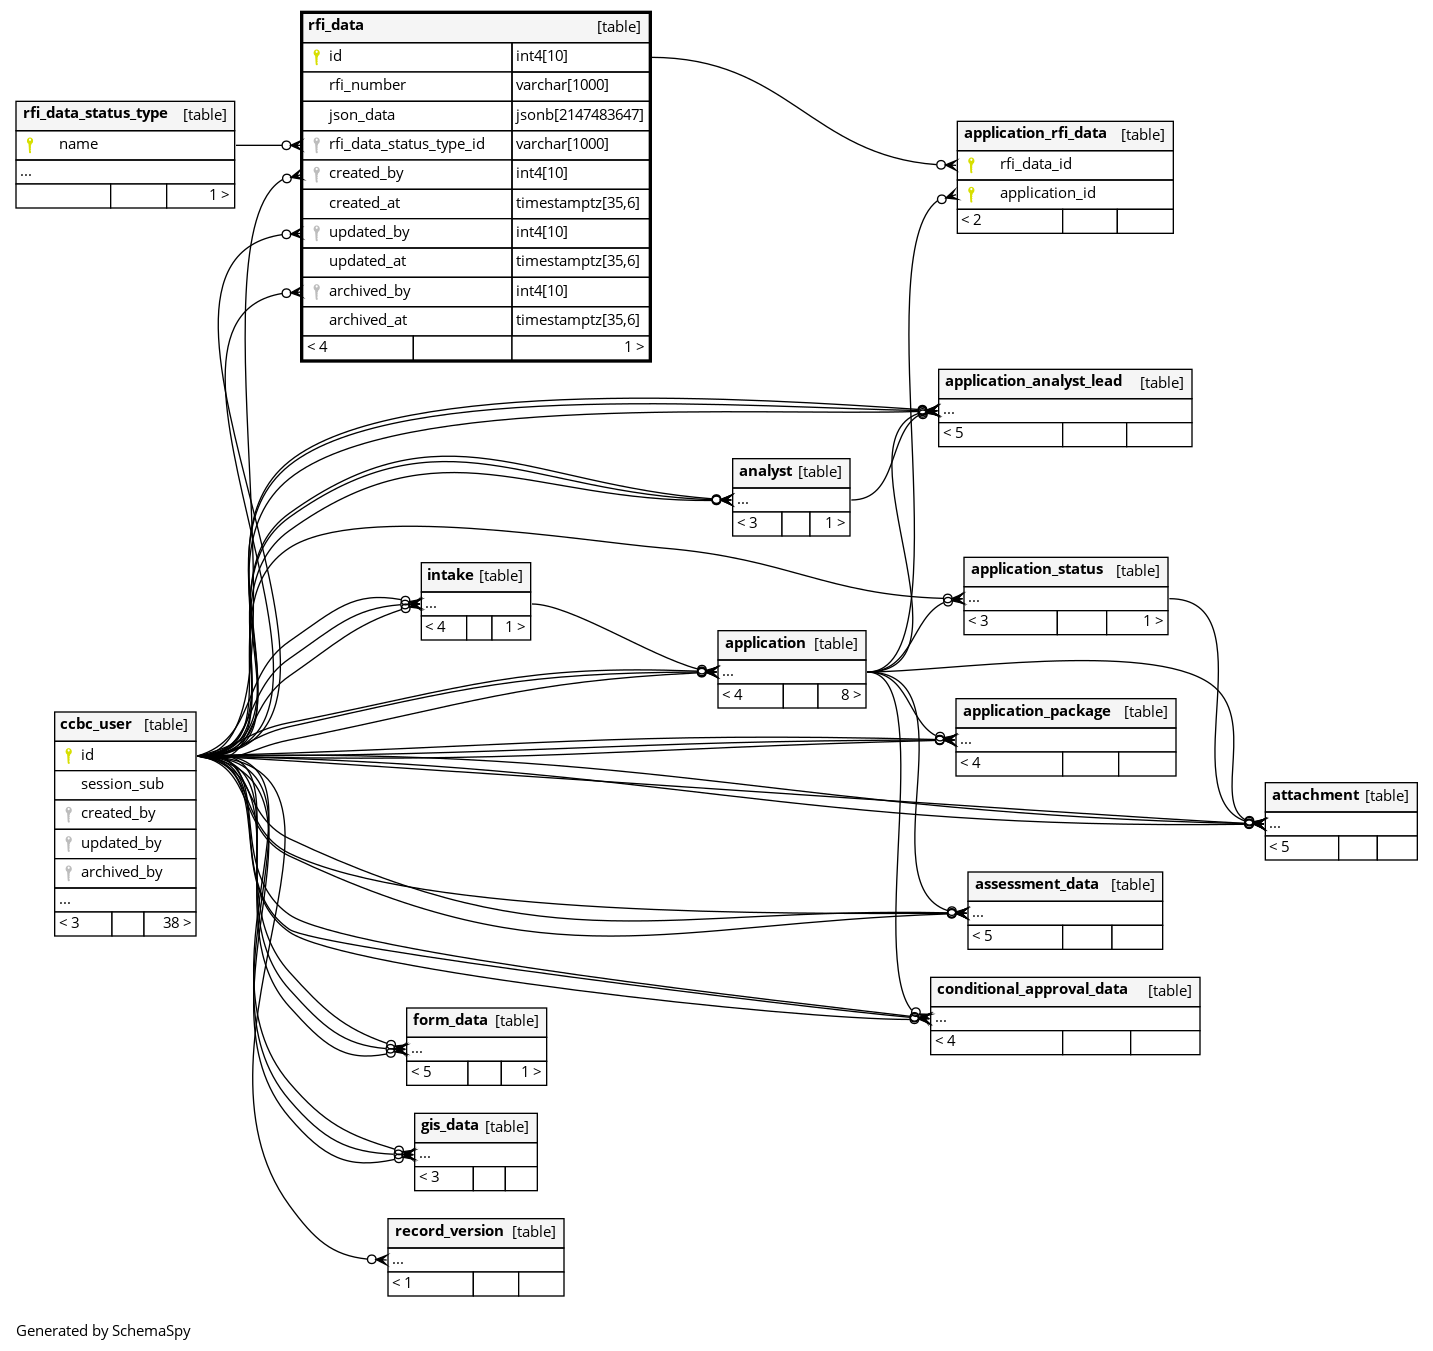 rfi_data [table]
id int4[10]
rfi_number varchar[1000]
json_data jsonb[2147483647]
rfi_data_status_type_id varchar[1000]
created_by int4[10]
created_at timestamptz[35,6]
updated_by int4[10]
updated_at timestamptz[35,6]
archived_by int4[10]
archived_at timestamptz[35,6]
< 4 1 >
rfi_data_status_type [table]
name
...
1 >
application_rfi_data [table]
rfi_data_id
application_id
< 2
application_analyst_lead [table]
...
< 5
analyst [table]
...
< 3 1 >
application_status [table]
...
< 3 1 >
intake [table]
...
< 4 1 >
application [table]
...
< 4 8 >
application_package [table]
...
< 4
ccbc_user [table]
id
session_sub
created_by
updated_by
archived_by
...
< 3 38 >
attachment [table]
...
< 5
assessment_data [table]
...
< 5
conditional_approval_data [table]
...
< 4
form_data [table]
...
< 5 1 >
gis_data [table]
...
< 3
record_version [table]
...
< 1
Generated by SchemaSpy